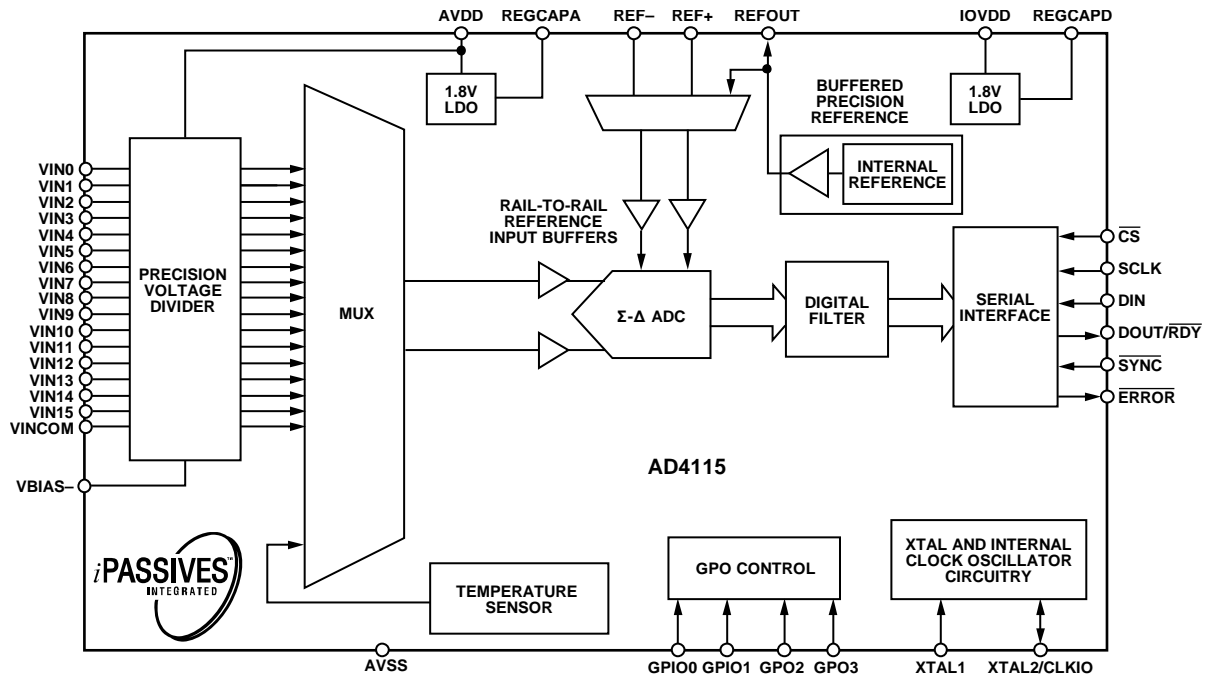 AVDD REGCAPA REF– REF+ REFOUT IOVDD REGCAPD
1.8V
LDO
BUFFERED
PRECISION
REFERENCE
1.8V
LDO
INTERNAL
REFERENCE
VIN0
VIN1
VIN2
VIN3
VIN4
VIN5
VIN6
VIN7
VIN8
VIN9
VIN10
VIN11
VIN12
VIN13
VIN14
VIN15
VINCOM
VBIAS–
PRECISION
VOLTAGE
DIVIDER
MUX
RAIL-TO-RAIL
REFERENCE
INPUT BUFFERS
Σ-Δ ADC
DIGITAL
FILTER
SERIAL
INTERFACE
CS
SCLK
DIN
DOUT/RDY
SYNC
ERROR
AD4115
iPASSIVES™
INTEGRATED
TEMPERATURE
SENSOR
GPO CONTROL
XTAL AND INTERNAL
CLOCK OSCILLATOR
CIRCUITRY
AVSS GPIO0 GPIO1 GPO2 GPO3 XTAL1 XTAL2/CLKIO